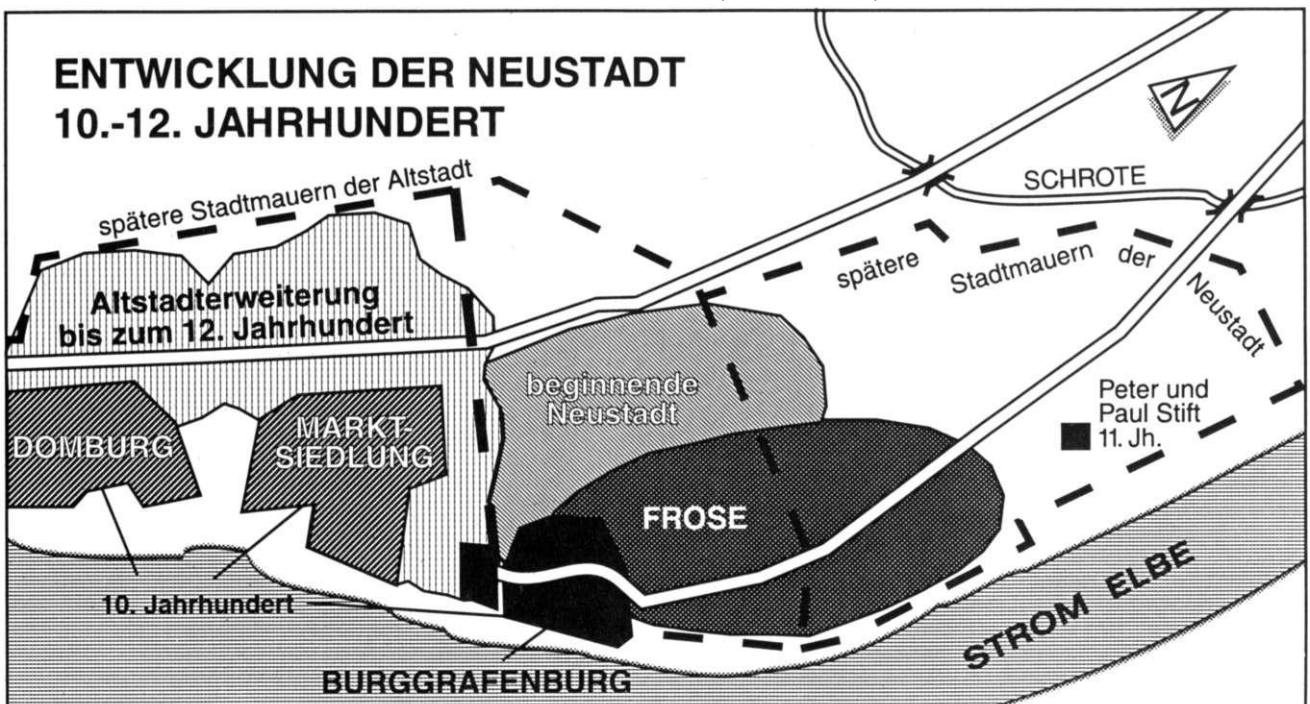 ENTWICKLUNG DER NEUSTADT
10.-12. JAHRHUNDERT
N
spätere Stadtmauern der Altstadt
SCHROTE
spätere Stadtmauern der Neustadt
Altstadterweiterung
bis zum 12. Jahrhundert
beginnende
Neustadt
Peter und
Paul Stift
11. Jh.
DOMBURG
MARKT-
SIEDLUNG
FROSE
10. Jahrhundert
STROM ELBE
BURGGRAFENBURG